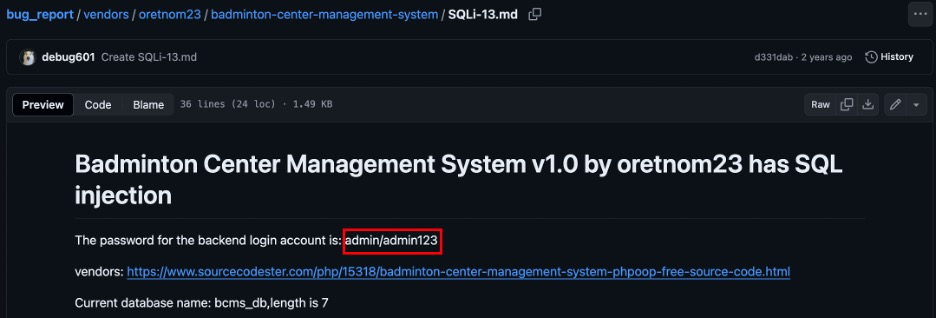 bug_report / vendors / oretnom23 / badminton-center-management-system / SQLi-13.md
debug601 Create SQLi-13.md d331dab · 2 years ago History
Preview Code Blame 36 lines (24 loc) · 1.49 KB Raw
Badminton Center Management System v1.0 by oretnom23 has SQL
injection
The password for the backend login account is: admin/admin123
vendors: https://www.sourcecodester.com/php/15318/badminton-center-management-system-phpoop-free-source-code.html
Current database name: bcms_db,length is 7